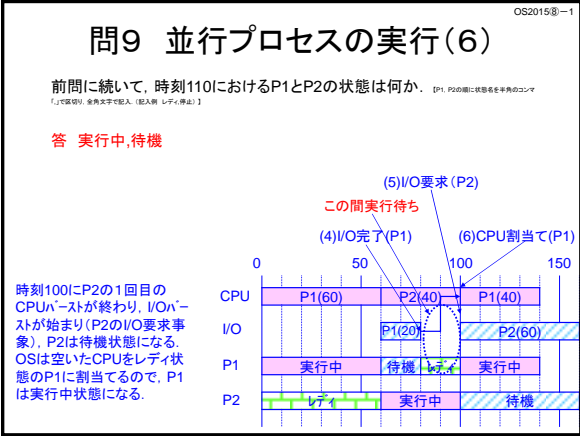 OS2015⑧－1
問9　並行プロセスの実行（6）
前問に続いて，時刻110におけるP1とP2の状態は何か．【P1，P2の順に状態名を半角のコンマ
「,」で区切り，全角文字で記入．（記入例　レディ,停止）】
答　実行中,待機
(5)I/O要求（P2）
この間実行待ち
(4)I/O完了（P1）
(6)CPU割当て(P1)
0
50
100
150
時刻100にP2の1回目の
CPUバーストが終わり，I/Oバー
ストが始まり（P2のI/O要求事
象），P2は待機状態になる．
OSは空いたCPUをレディ状
態のP1に割当てるので，P1
は実行中状態になる．
CPU
P1(60)
P2(40)
P1(40)
I/O
P1(20)
P2(60)
P1
実行中
待機
レディ
実行中
P2
レディ
実行中
待機